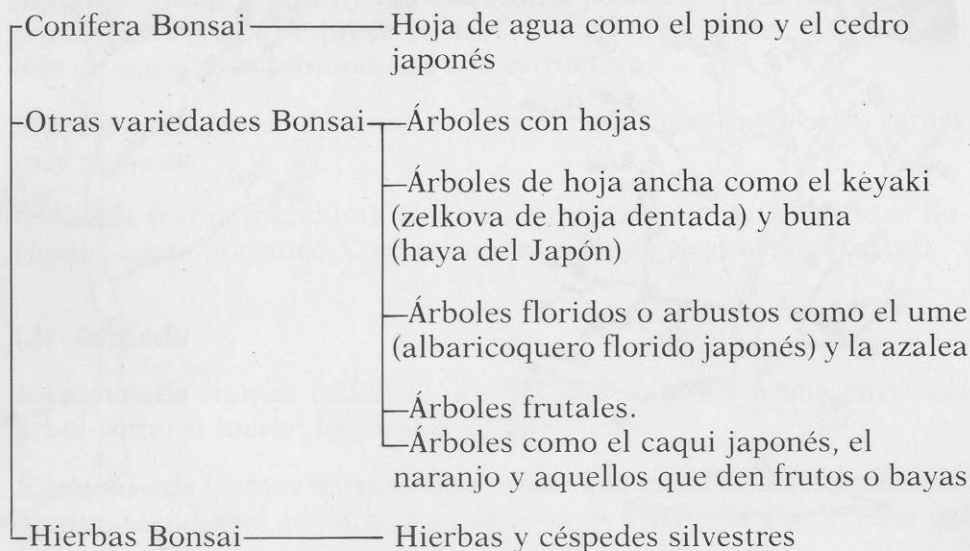 Conífera Bonsai Hoja de agua como el pino y el cedro
japonés
Otras variedades Bonsai Árboles con hojas
Árboles de hoja ancha como el keyaki
(zelkova de hoja dentada) y buna
(haya del Japón)
Árboles floridos o arbustos como el ume
(albaricoquero florido japonés) y la azalea
Árboles frutales.
Árboles como el caqui japonés, el
naranjo y aquellos que den frutos o bayas
Hierbas Bonsai Hierbas y céspedes silvestres